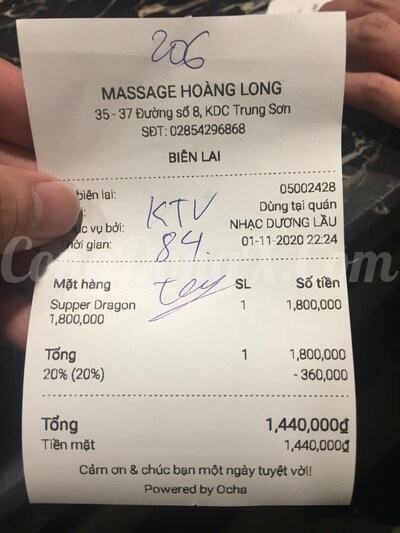 206
MASSAGE HOÀNG LONG
35 - 37 Đường số 8, KDC Trung Sơn
SĐT: 02854296868
BIÊN LAI
biên lai: 05002428
Dùng tại quán
vụ bởi: NHẠC DƯƠNG LẦU
KTV
Thời gian: 01-11-2020 22:24
84.
Mặt hàng SL Số tiền
Supper Dragon 1 1,800,000
1,800,000
Tổng 1 1,800,000
20% (20%) - 360,000
Tổng 1,440,000₫
Tiền mặt 1,440,000₫
Cảm ơn & chúc bạn một ngày tuyệt vời!
Powered by Ocha